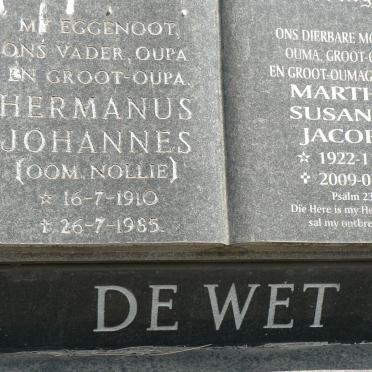 MY EGGENOOT,
ONS VADER, OUPA
EN GROOT-OUPA.
HERMANUS
JOHANNES
(OOM. NOLLIE)
☆ 16-7-1910
✝ 26-7-1985.
ONS DIERBARE MO
OUMA, GROOT-O
EN GROOT-OUMAG
MARTH
SUSAN
JACOB
☆ 1922-1
✝ 2009-0
Psalm 23
Die Here is my He
sal my ontbre
DE WET